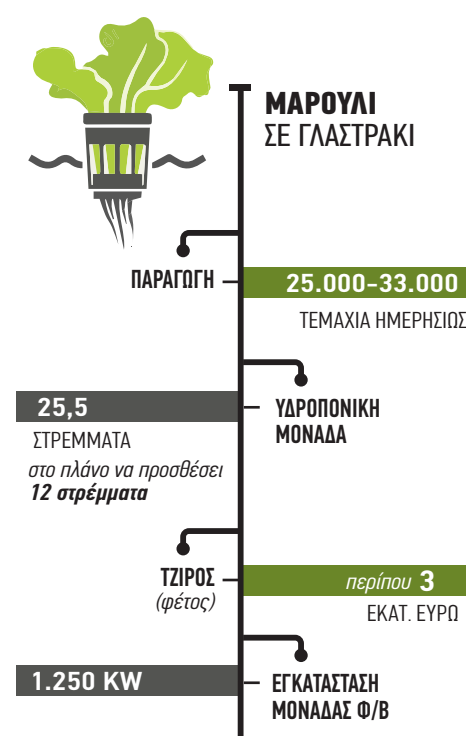 ΜΑΡΟΥΛΙ
ΣΕ ΓΛΑΣΤΡΑΚΙ
ΠΑΡΑΓΩΓΗ
25.000-33.000
ΤΕΜΑΧΙΑ ΗΜΕΡΗΣΙΩΣ
ΥΔΡΟΠΟΝΙΚΗ
ΜΟΝΑΔΑ
25,5
ΣΤΡΕΜΜΑΤΑ
στο πλάνο να προσθέσει
12 στρέμματα
ΤΖΙΡΟΣ
(φέτος)
περίπου 3
ΕΚΑΤ. ΕΥΡΩ
ΕΓΚΑΤΑΣΤΑΣΗ
ΜΟΝΑΔΑΣ Φ/Β
1.250 KW